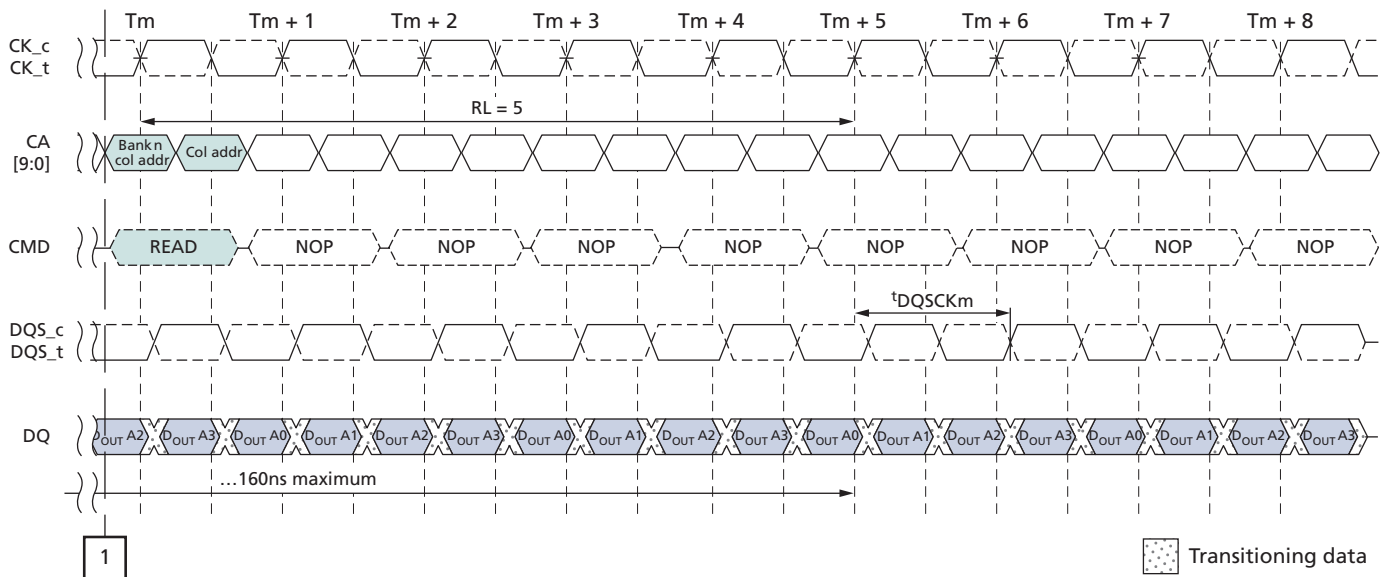 Tm Tm + 1 Tm + 2 Tm + 3 Tm + 4 Tm + 5 Tm + 6 Tm + 7 Tm + 8
CK_c
CK_t
RL = 5
CA
[9:0]
Bank n
col addr
Col addr
CMD
READ NOP NOP NOP NOP NOP NOP NOP NOP
tDQSCKm
DQS_c
DQS_t
DQ
DOUT A2 DOUT A3 DOUT A0 DOUT A1 DOUT A2 DOUT A3 DOUT A0 DOUT A1 DOUT A2 DOUT A3 DOUT A0 DOUT A1 DOUT A2 DOUT A3 DOUT A0 DOUT A1 DOUT A2 DOUT A3
...160ns maximum
1
Transitioning data